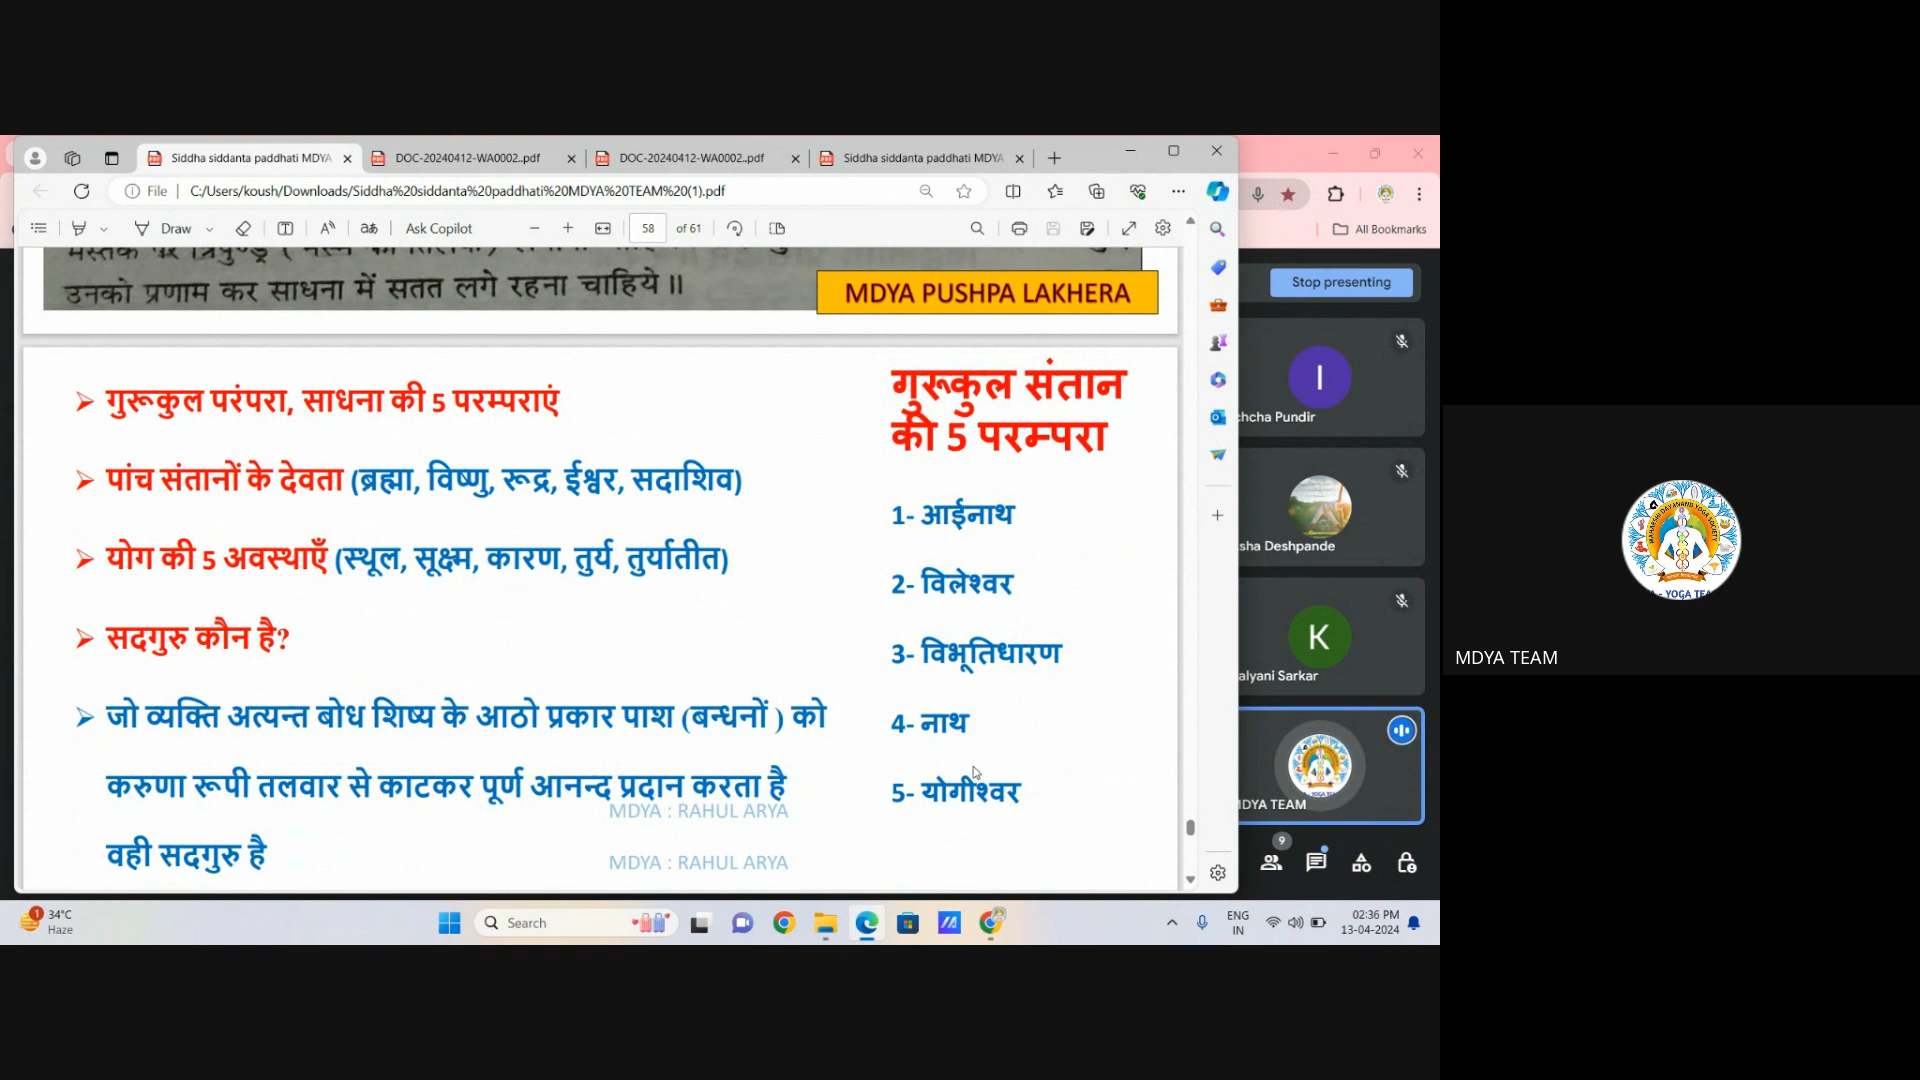 Siddha siddanta paddhati MDYA
DOC-20240412-WA0002..pdf
DOC-20240412-WA0002..pdf
Siddha siddanta paddhati MDYA
File
C:/Users/koush/Downloads/Siddha%20siddanta%20paddhati%20MDYA%20TEAM%20(1).pdf
All Bookmarks
Draw
Ask Copilot
58
of 61
उनको प्रणाम कर साधना में सतत लगे रहना चाहिये ॥
MDYA PUSHPA LAKHERA
Stop presenting
➢ गुरूकुल परंपरा, साधना की 5 परम्पराएं
➢ पांच संतानों के देवता (ब्रह्मा, विष्णु, रूद्र, ईश्वर, सदाशिव)
➢ योग की 5 अवस्थाएँ (स्थूल, सूक्ष्म, कारण, तुर्य, तुर्यातीत)
➢ सदगुरु कौन है?
➢ जो व्यक्ति अत्यन्त बोध शिष्य के आठो प्रकार पाश (बन्धनों ) को
करुणा रूपी तलवार से काटकर पूर्ण आनन्द प्रदान करता है
वही सदगुरु है
MDYA : RAHUL ARYA
MDYA : RAHUL ARYA
गुरूकुल संतान
की 5 परम्परा
1- आईनाथ
2- विलेश्वर
3- विभूतिधारण
4- नाथ
5- योगीश्वर
I
chcha Pundir
sha Deshpande
K
alyani Sarkar
MDYA TEAM
9
MDYA TEAM
1
34°C
Haze
Search
ENG
IN
02:36 PM
13-04-2024